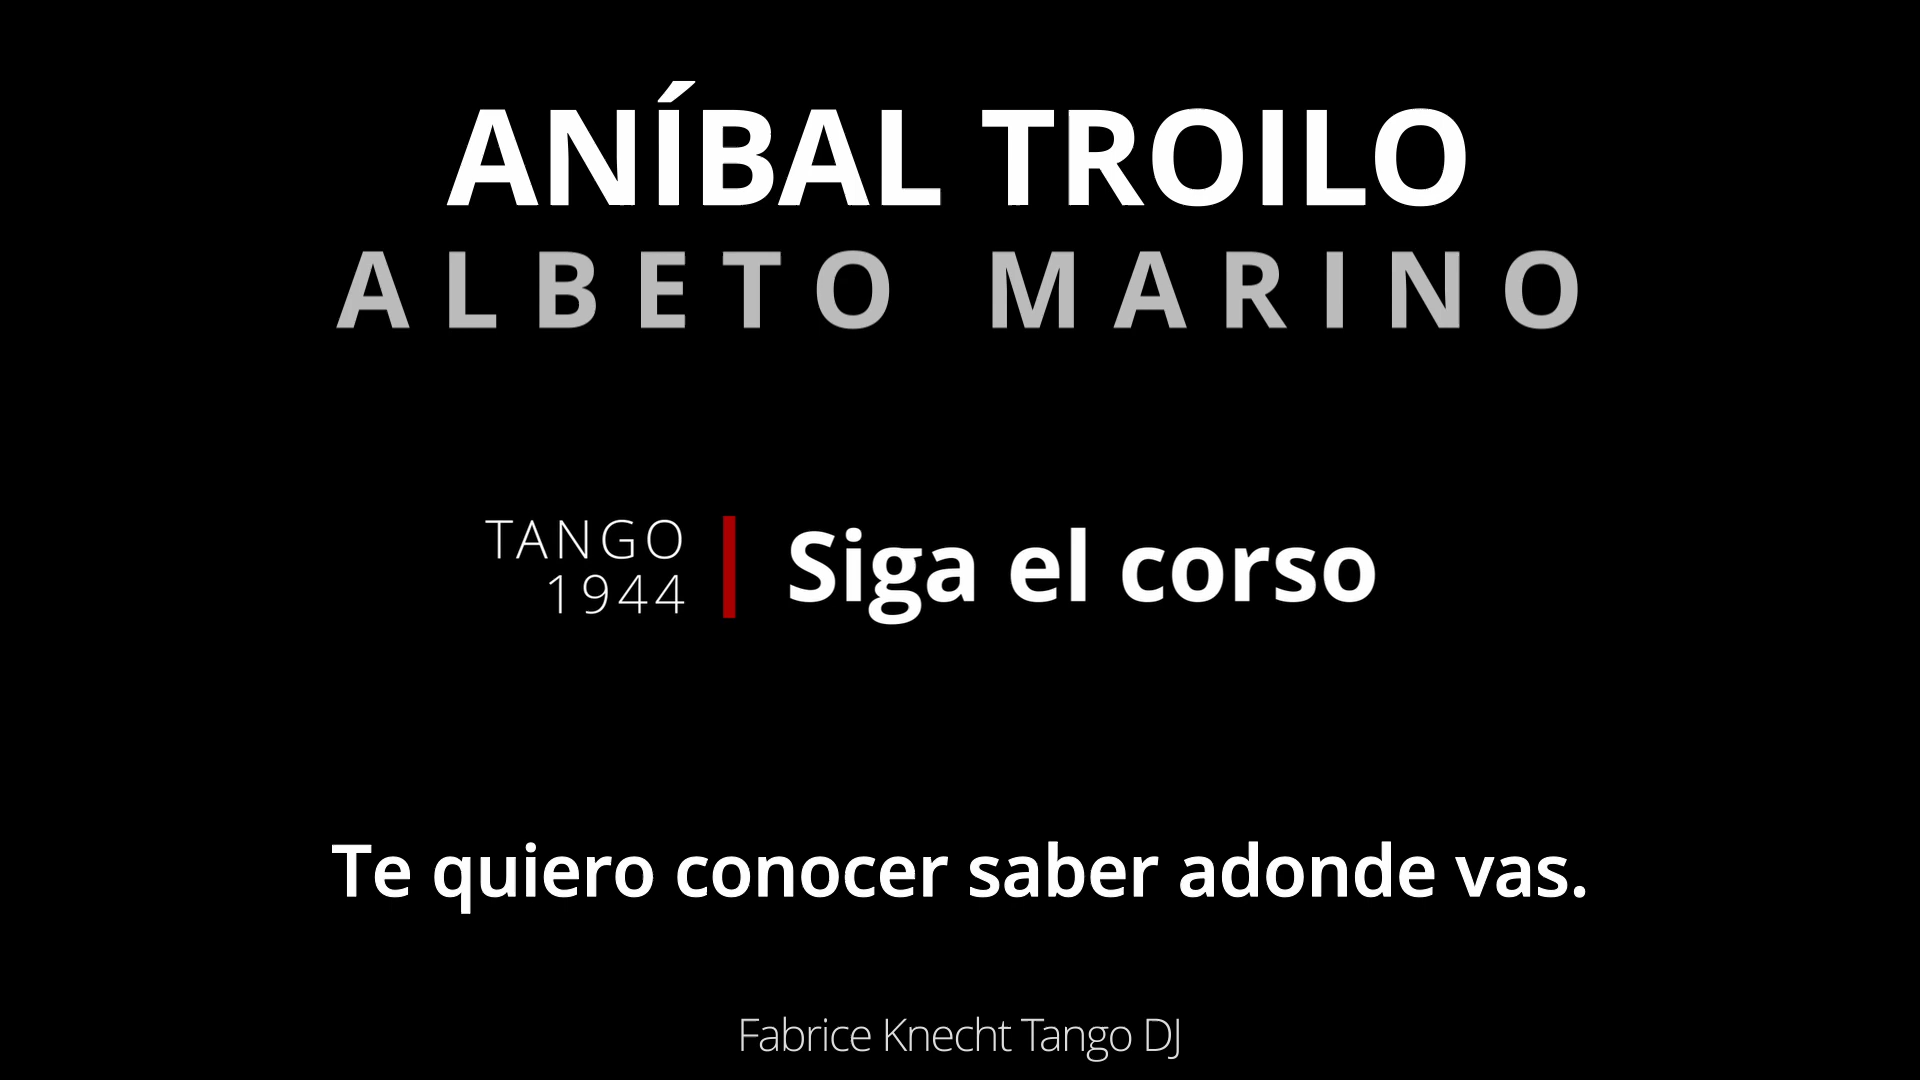 ANÍBAL TROILO
ALBETO MARINO
TANGO
1944
Siga el corso
Te quiero conocer saber adonde vas.
Fabrice Knecht Tango DJ